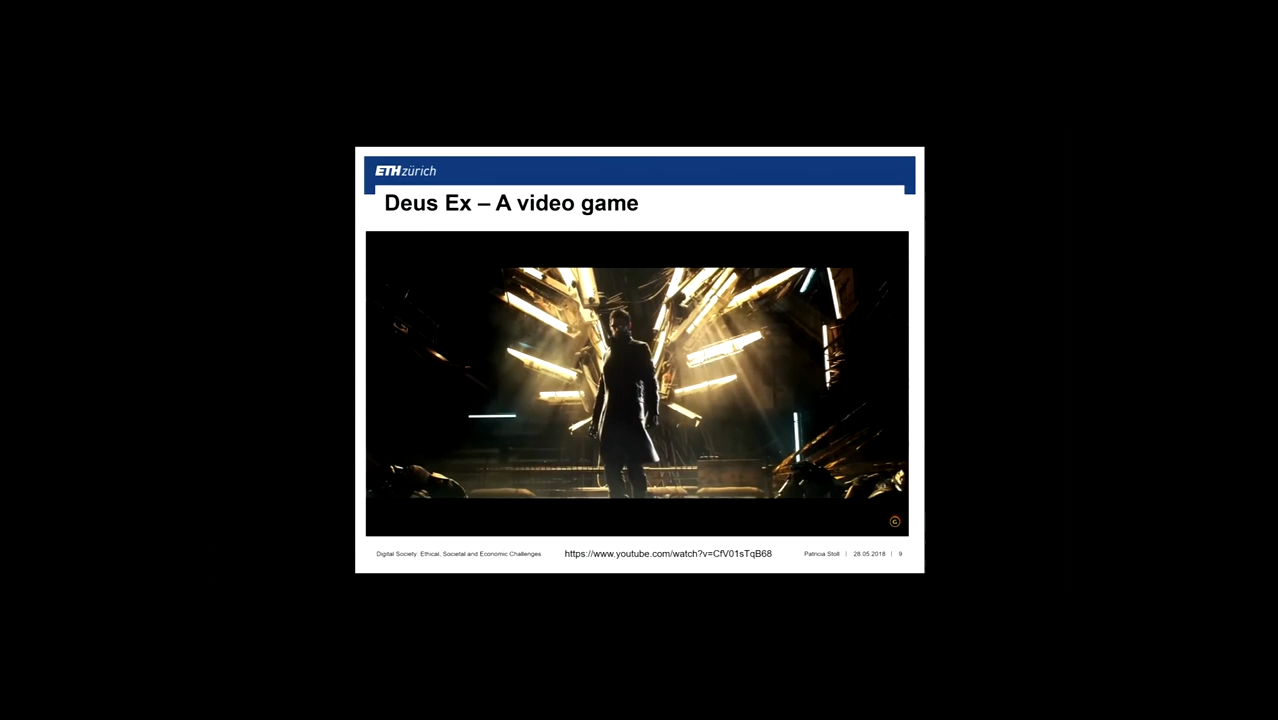 ETH zürich
Deus Ex – A video game
G
Digital Society: Ethical, Societal and Economic Challenges
https://www.youtube.com/watch?v=CfV01sTqB68
Patricia Stoll | 28.05.2018 | 9